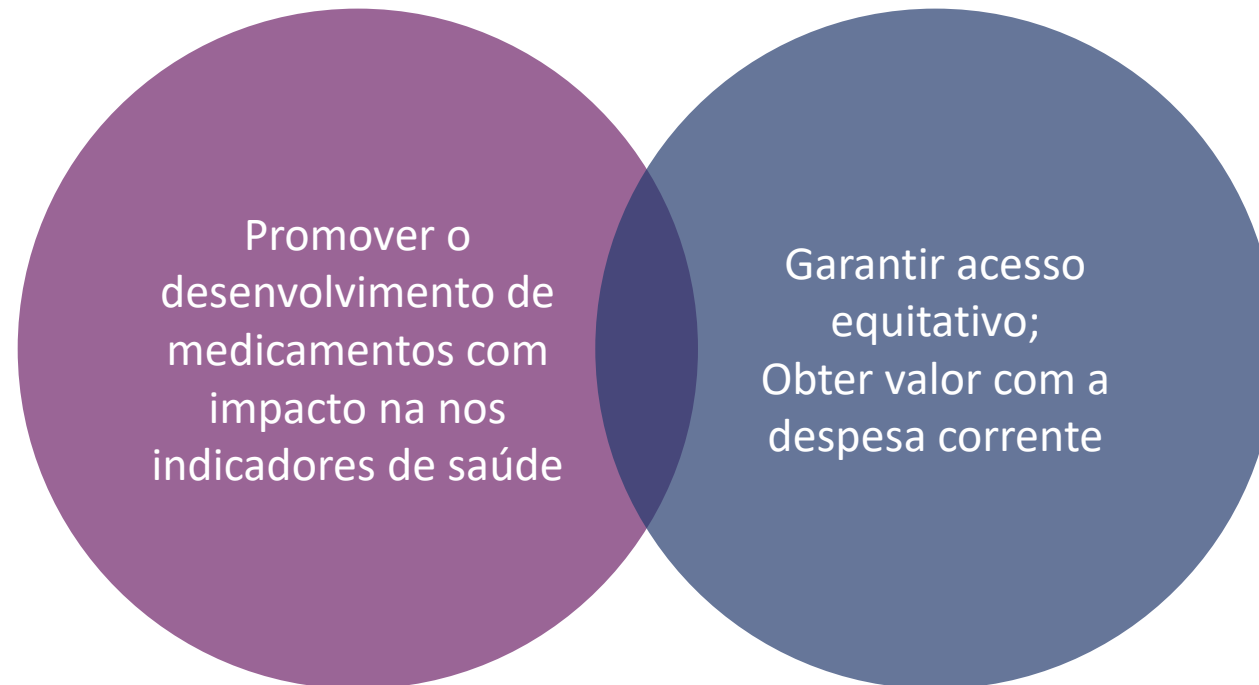 Promover o
desenvolvimento de
medicamentos com
impacto na nos
indicadores de saúde
Garantir acesso
equitativo;
Obter valor com a
despesa corrente